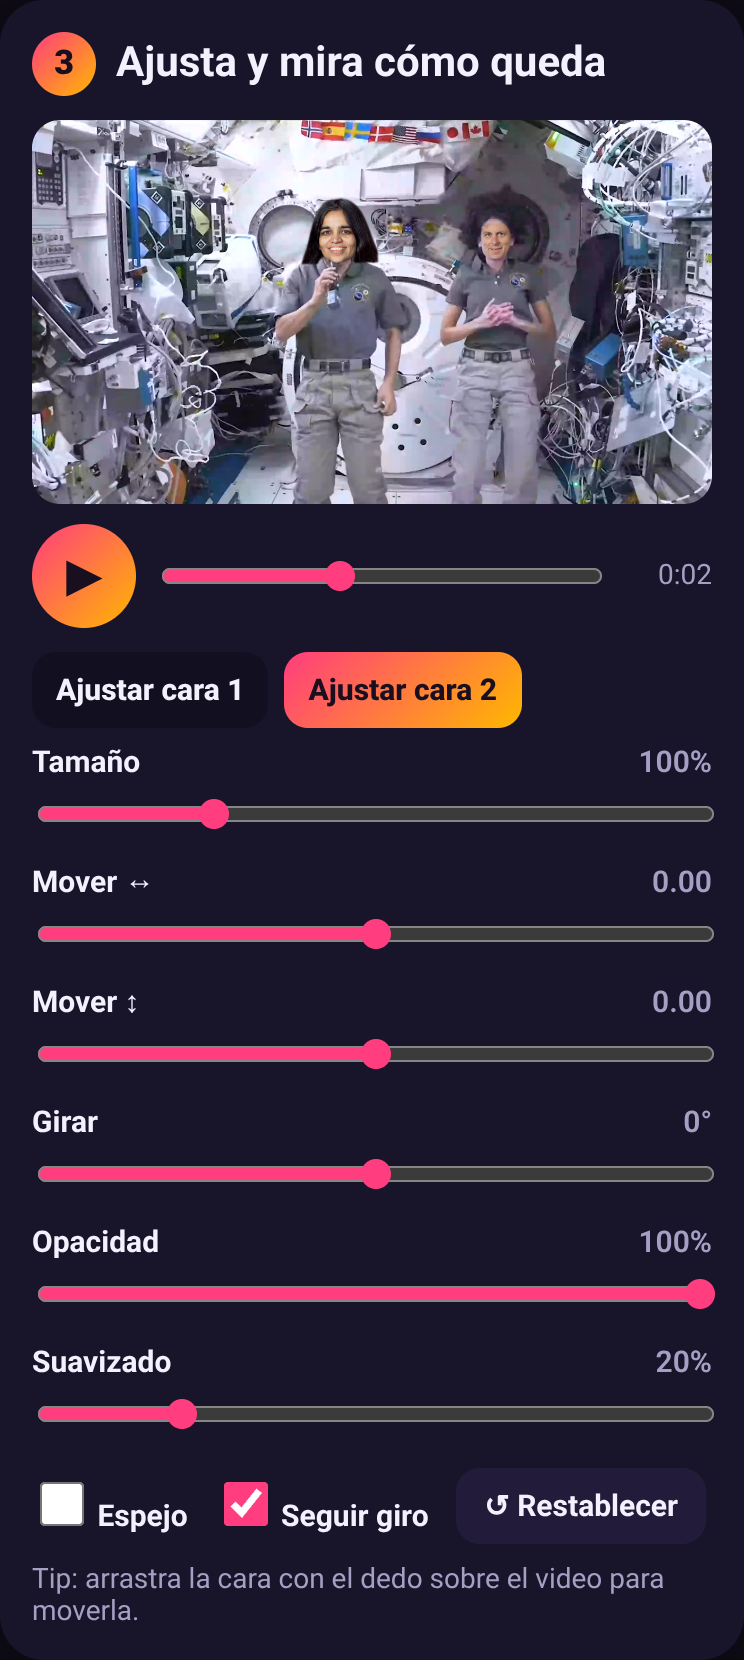 3 Ajusta y mira cómo queda
▶ 0:02
Ajustar cara 1 Ajustar cara 2
Tamaño 100%
Mover ↔ 0.00
Mover ↕ 0.00
Girar 0°
Opacidad 100%
Suavizado 20%
Espejo Seguir giro ↺ Restablecer
Tip: arrastra la cara con el dedo sobre el video para
moverla.